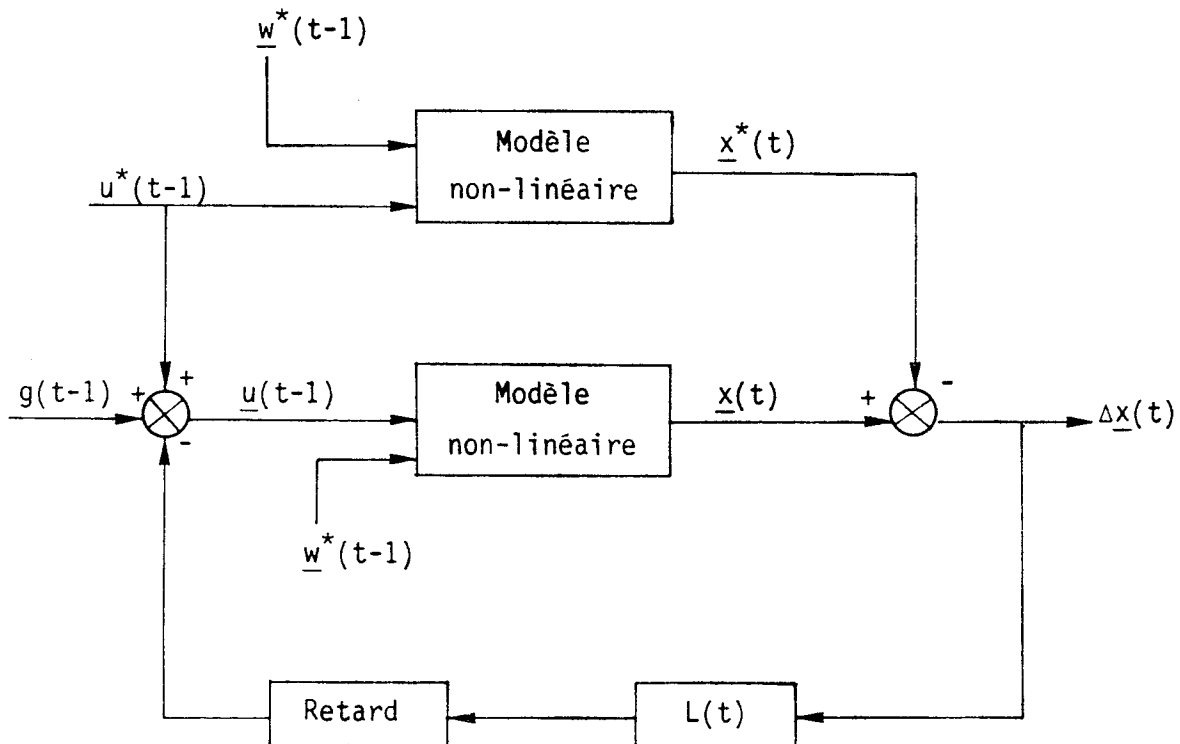 w*(t-1)
Modèle
non-linéaire
x*(t)
u*(t-1)
g(t-1)
+
+
-
u(t-1)
Modèle
non-linéaire
x(t)
+
-
Δx(t)
w*(t-1)
Retard
L(t)